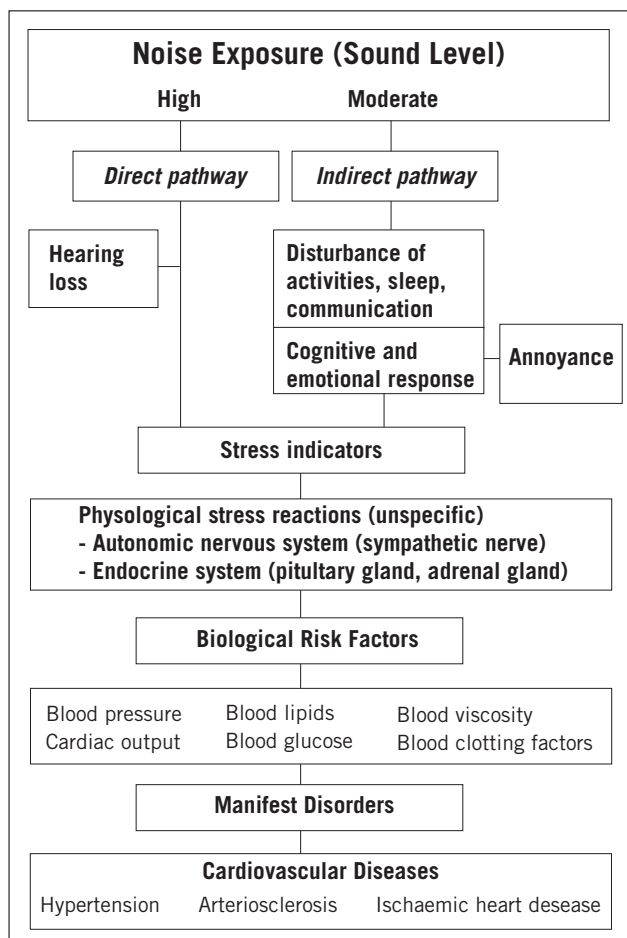 Noise Exposure (Sound Level)
High Moderate
Direct pathway Indirect pathway
Hearing
loss
Disturbance of
activities, sleep,
communication
Cognitive and
emotional response
Annoyance
Stress indicators
Physological stress reactions (unspecific)
- Autonomic nervous system (sympathetic nerve)
- Endocrine system (pitultary gland, adrenal gland)
Biological Risk Factors
Blood pressure Blood lipids Blood viscosity
Cardiac output Blood glucose Blood clotting factors
Manifest Disorders
Cardiovascular Diseases
Hypertension Arteriosclerosis Ischaemic heart desease